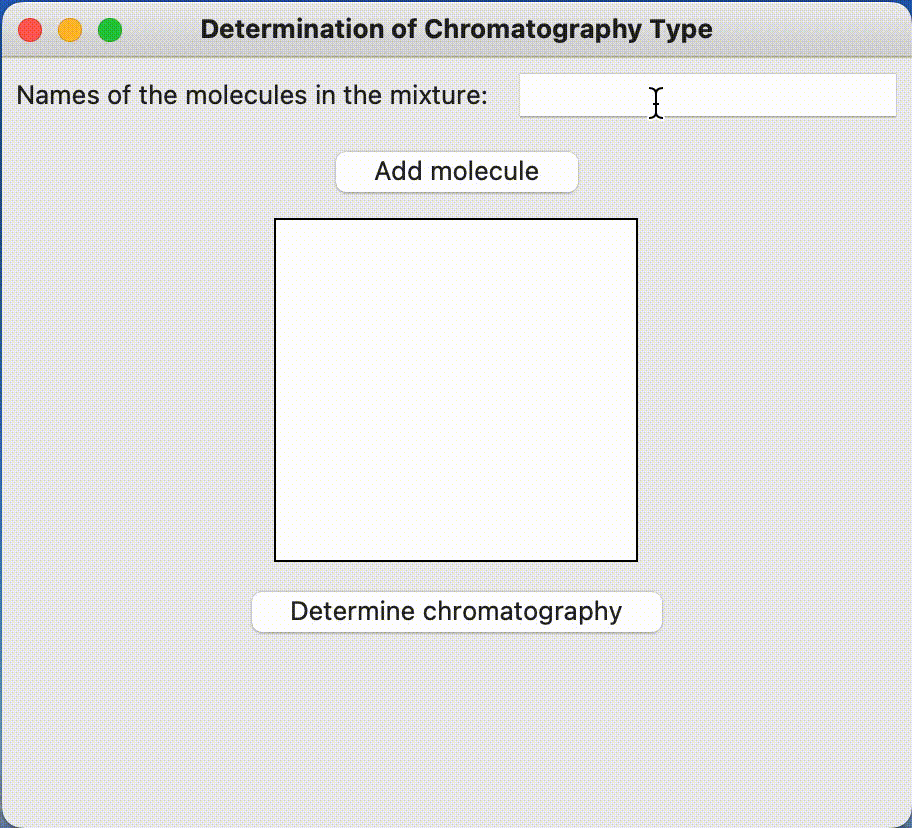 Determination of Chromatography Type
Names of the molecules in the mixture:
Add molecule
Determine chromatography